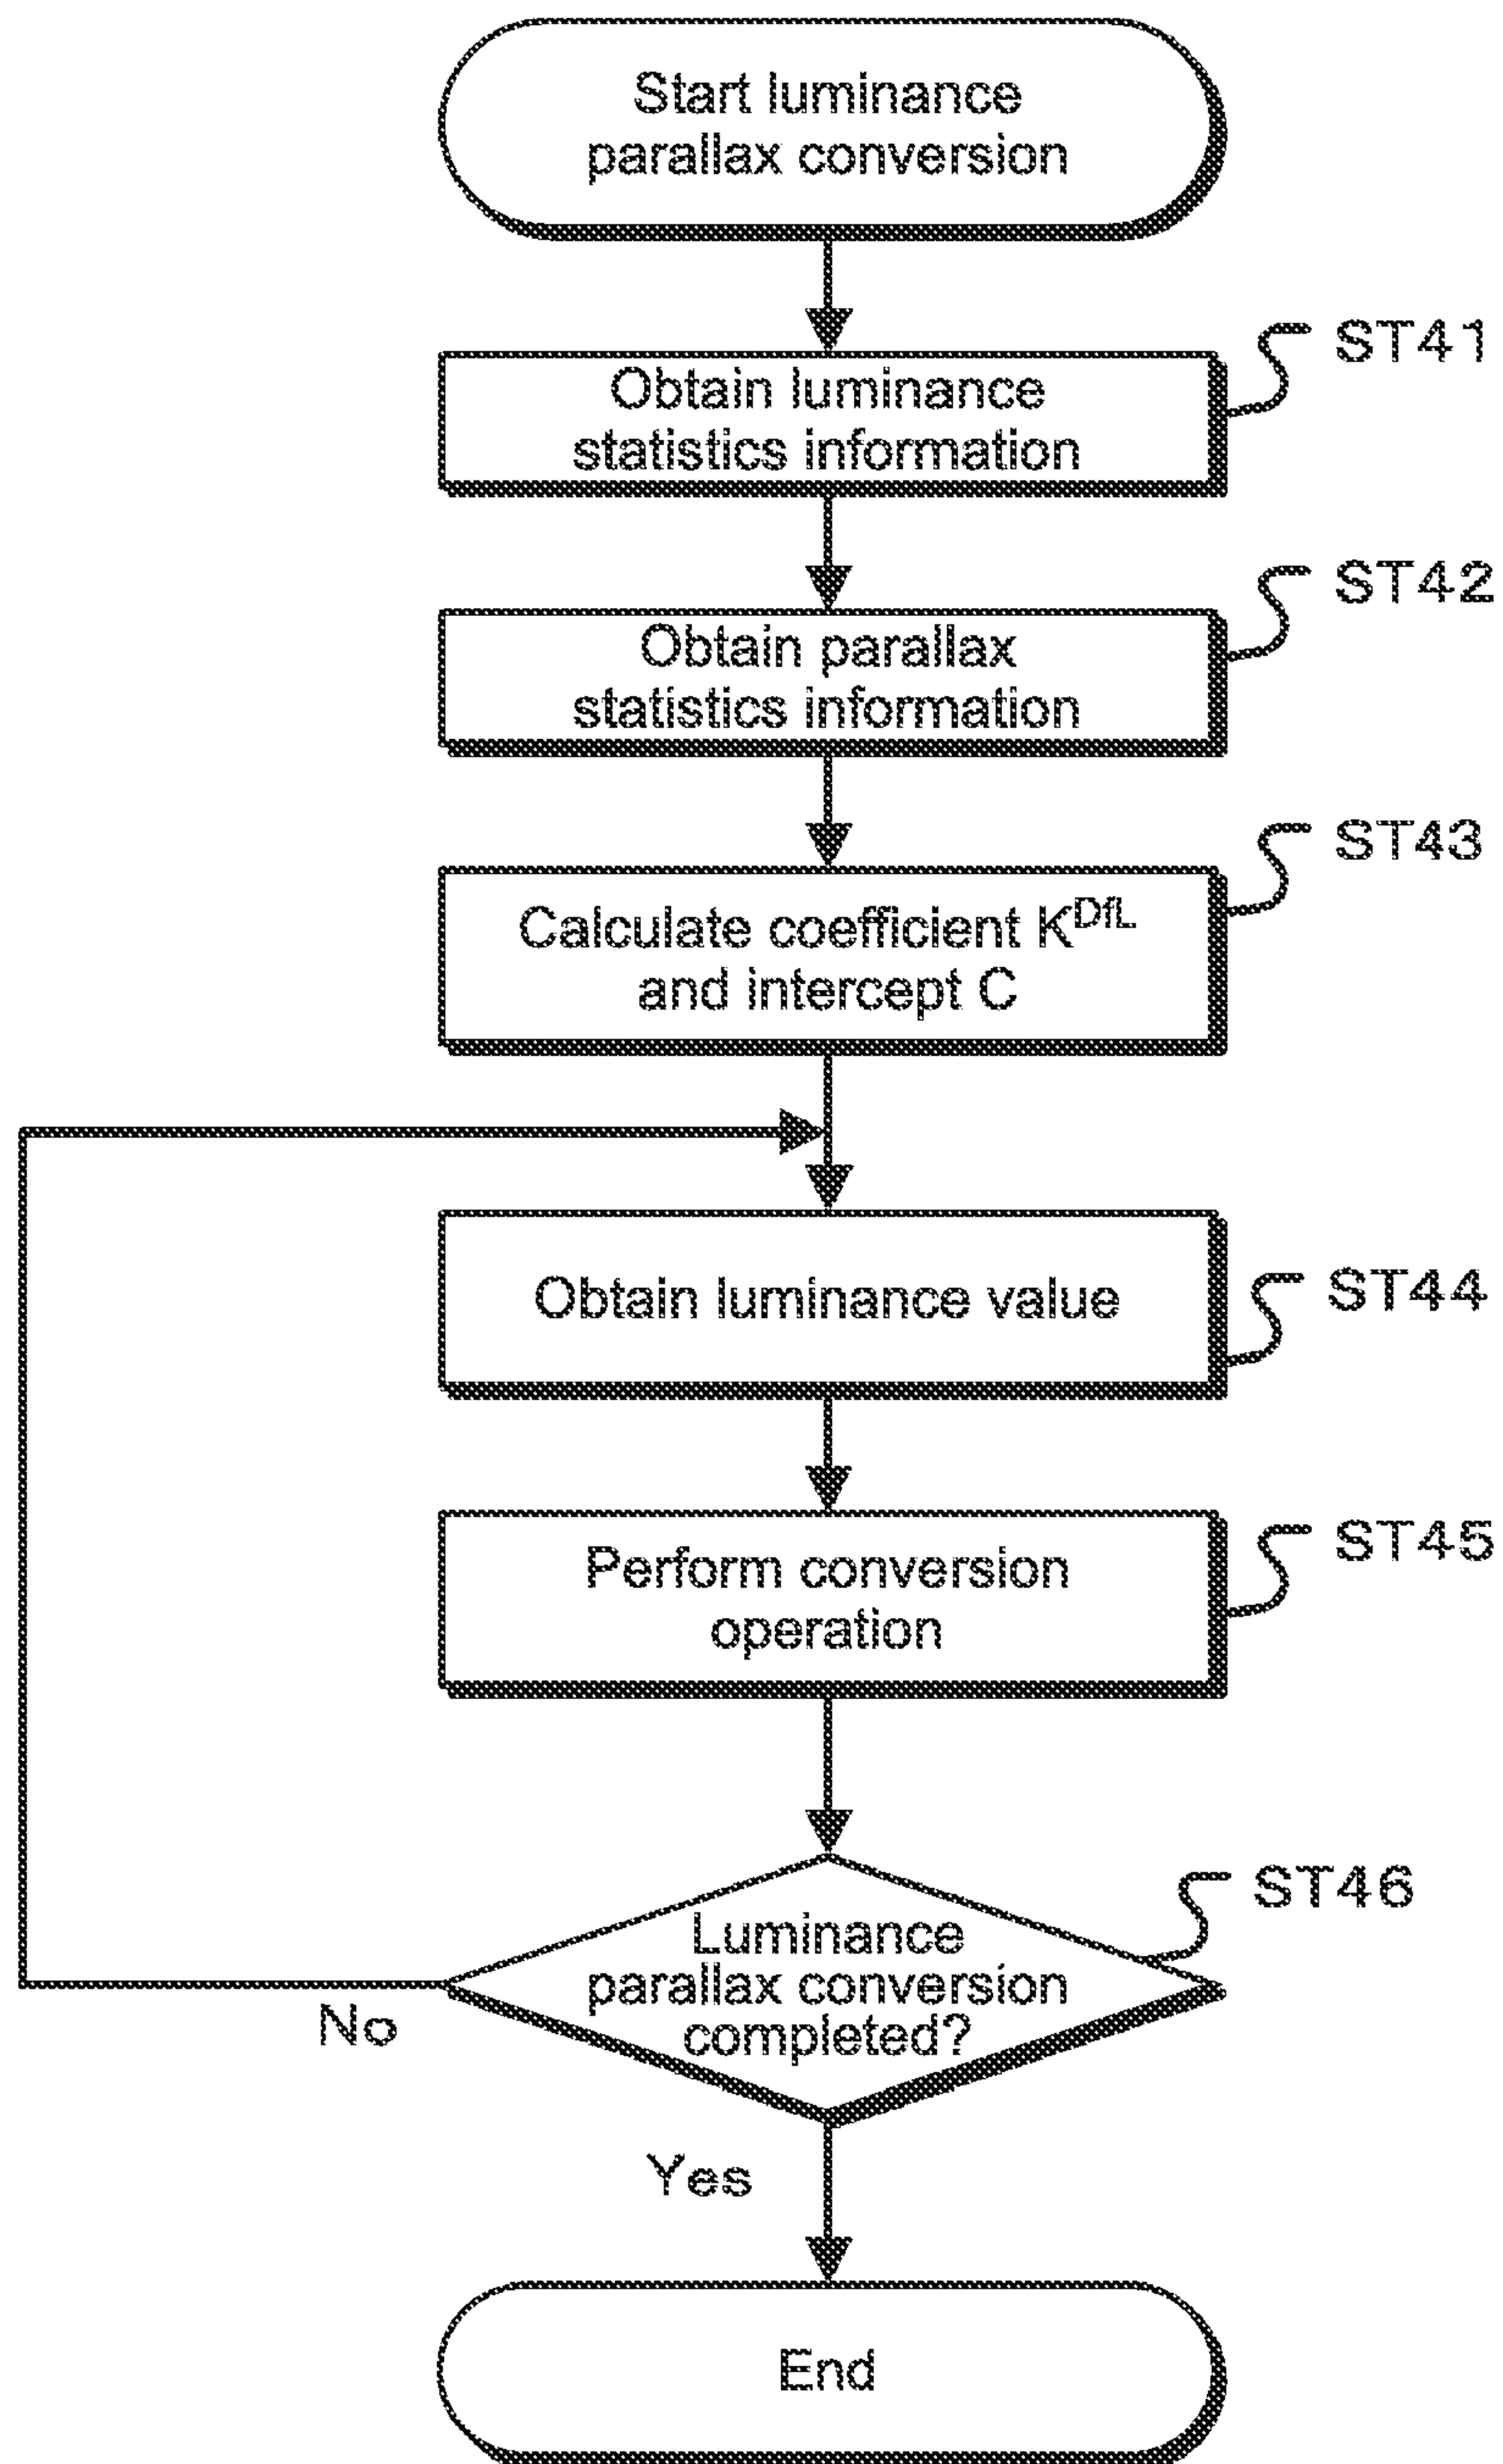 Start luminance
parallax conversion
ST41
Obtain luminance
statistics information
ST42
Obtain parallax
statistics information
ST43
Calculate coefficient K^DfL
and intercept C
ST44
Obtain luminance value
ST45
Perform conversion
operation
ST46
Luminance
parallax conversion
completed?
No
Yes
End